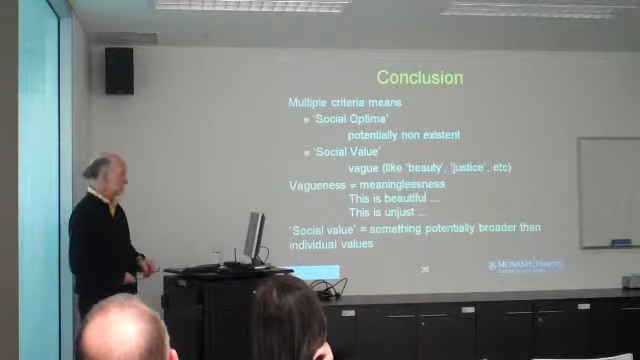 Conclusion
Multiple criteria means
'Social Optima'
potentially non existent
'Social Value'
vague (like 'beauty', 'justice', etc)
Vagueness = meaninglessness
This is beautiful ...
This is unjust ...
'Social value' = something potentially broader than
individual values
MONASH